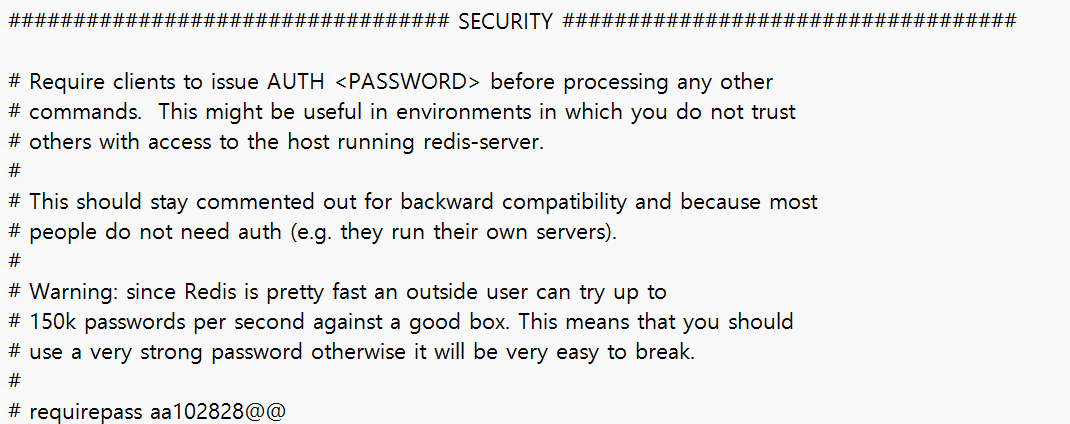 ################################## SECURITY ###################################
# Require clients to issue AUTH <PASSWORD> before processing any other
# commands.  This might be useful in environments in which you do not trust
# others with access to the host running redis-server.
#
# This should stay commented out for backward compatibility and because most
# people do not need auth (e.g. they run their own servers).
#
# Warning: since Redis is pretty fast an outside user can try up to
# 150k passwords per second against a good box. This means that you should
# use a very strong password otherwise it will be very easy to break.
#
# requirepass aa102828@@